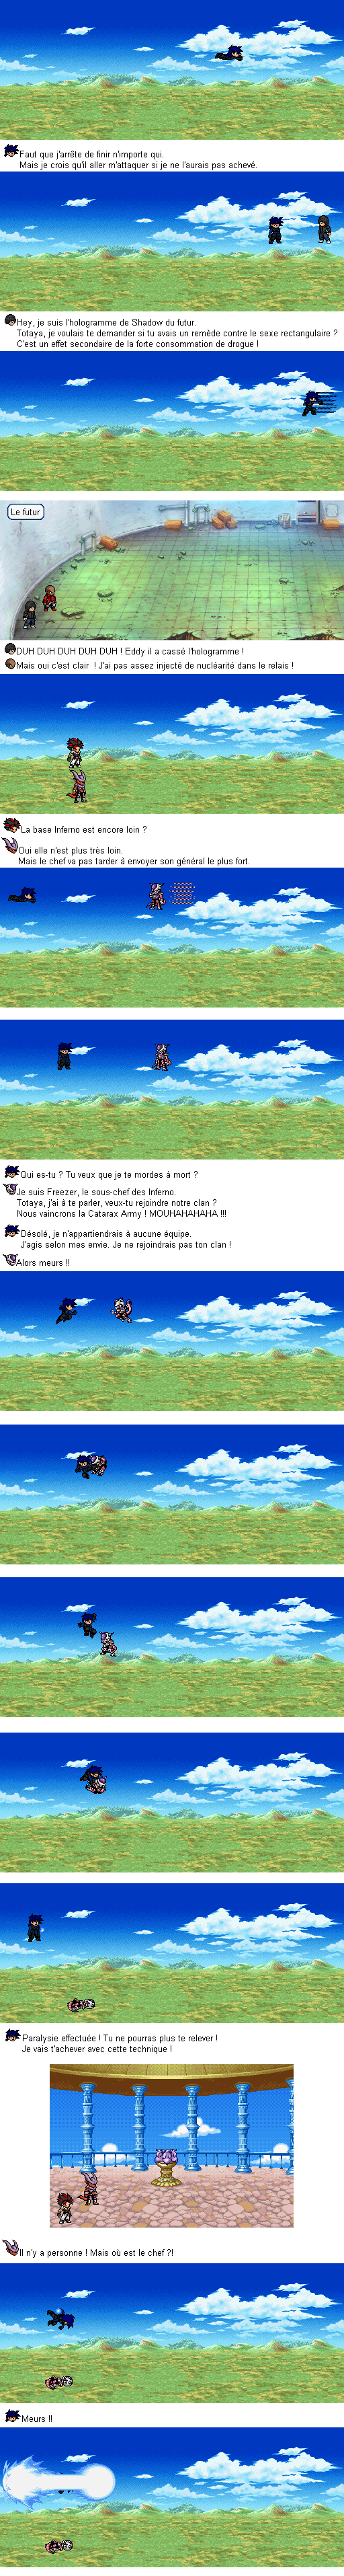 Faut que j'arrête de finir n'importe qui.
Mais je crois qu'il aller m'attaquer si je ne l'aurais pas achevé.
Hey, je suis l'hologramme de Shadow du futur.
Totaya, je voulais te demander si tu avais un remède contre le sexe rectangulaire ?
C'est un effet secondaire de la forte consommation de drogue !
Le futur
DUH DUH DUH DUH DUH ! Eddy il a cassé l'hologramme !
Mais oui c'est clair ! J'ai pas assez injecté de nucléarité dans le relais !
La base Inferno est encore loin ?
Oui elle n'est plus très loin.
Mais le chef va pas tarder à envoyer son général le plus fort.
Qui es-tu ? Tu veux que je te mordes à mort ?
Je suis Freezer, le sous-chef des Inferno.
Totaya, j'ai à te parler, veux-tu rejoindre notre clan ?
Nous vaincrons la Catarax Army ! MOUHAHAHAHA !!!
Désolé, je n'appartiendrais à aucune équipe.
J'agis selon mes envie. Je ne rejoindrais pas ton clan !
Alors meurs !!
Paralysie effectuée ! Tu ne pourras plus te relever !
Je vais t'achever avec cette technique !
Il n'y a personne ! Mais où est le chef ?!
Meurs !!